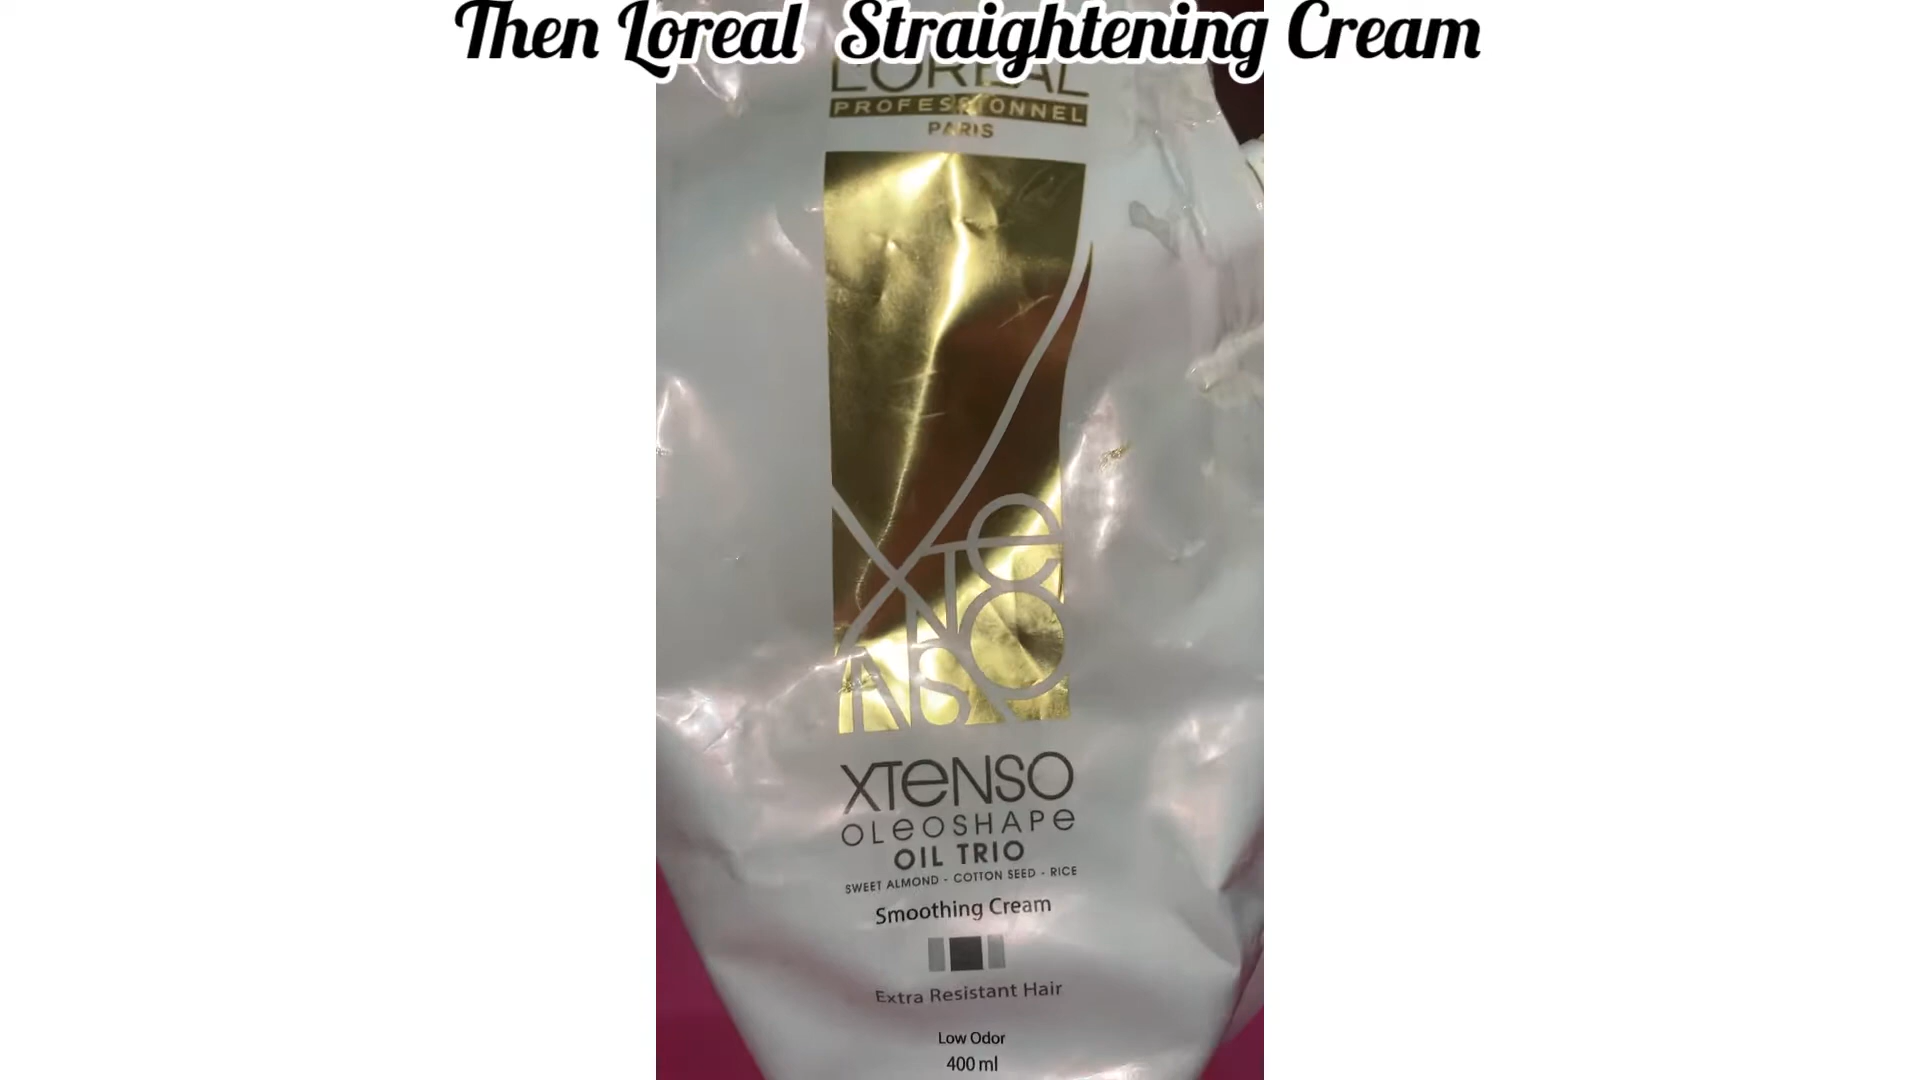 Then Loreal Straightening Cream
L'ORÉAL
PROFESSIONNEL
PARIS
XTENSO
XTENSO
OLEOSHAPE
OIL TRIO
SWEET ALMOND - COTTON SEED - RICE
Smoothing Cream
Extra Resistant Hair
Low Odor
400 ml